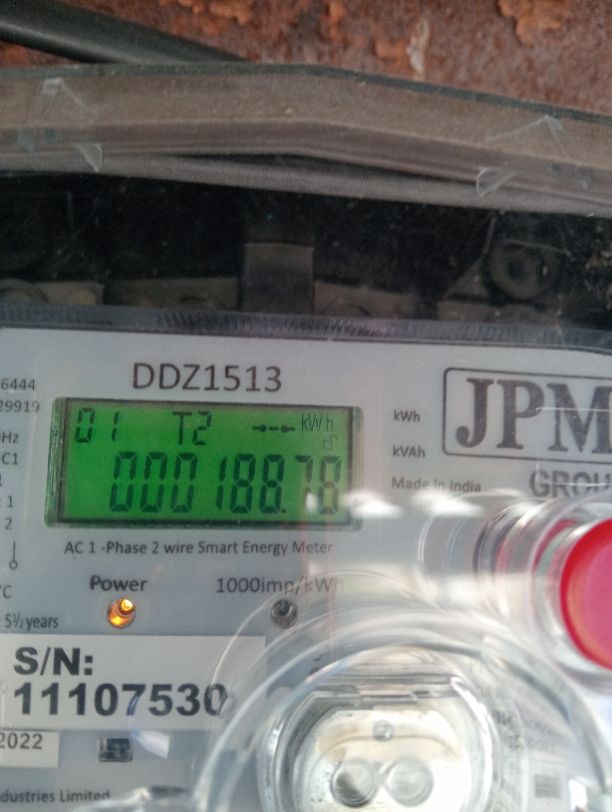 DDZ1513
6444
29919
Hz
C1
1
2
°C
5½ years
01 T2 kWh
000188.78
kWh
kVAh
JPM
GROU
Made In India
AC 1 -Phase 2 wire Smart Energy Meter
Power
1000imp/kWh
S/N:
11107530
2022
dustries Limited